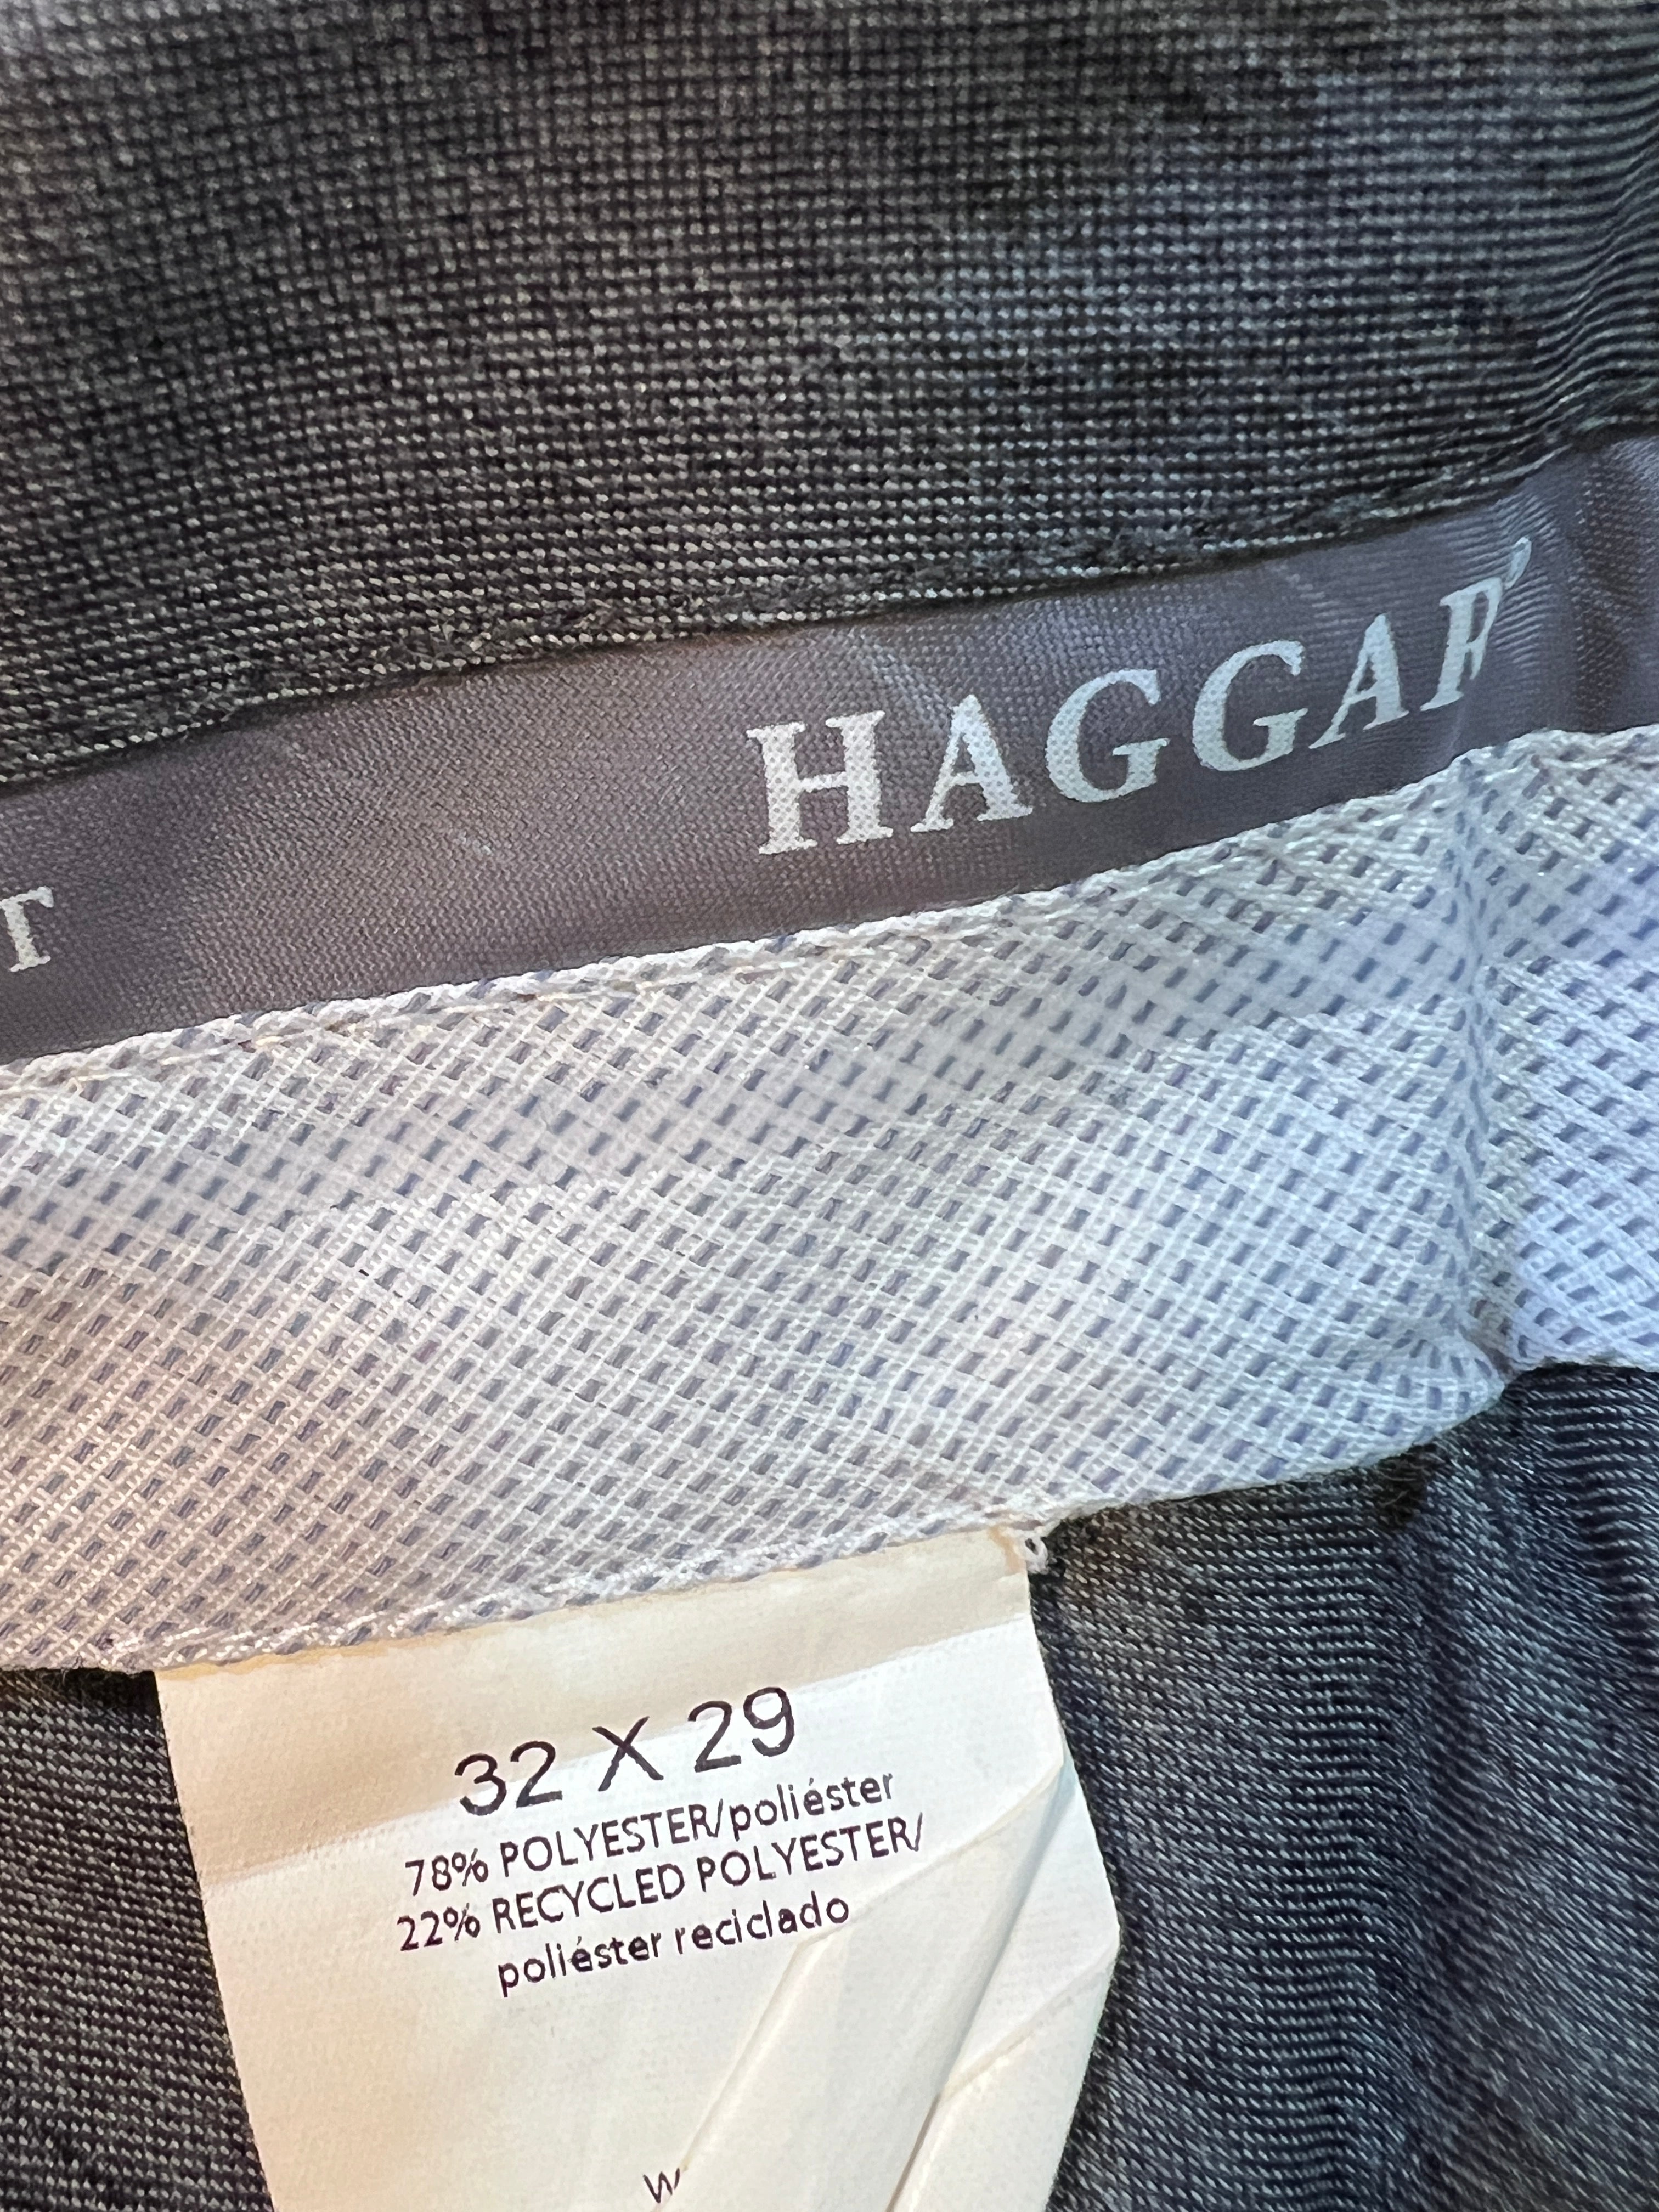 HAGGAR®
32 X 29
78% POLYESTER/poliéster
22% RECYCLED POLYESTER/
poliéster reciclado